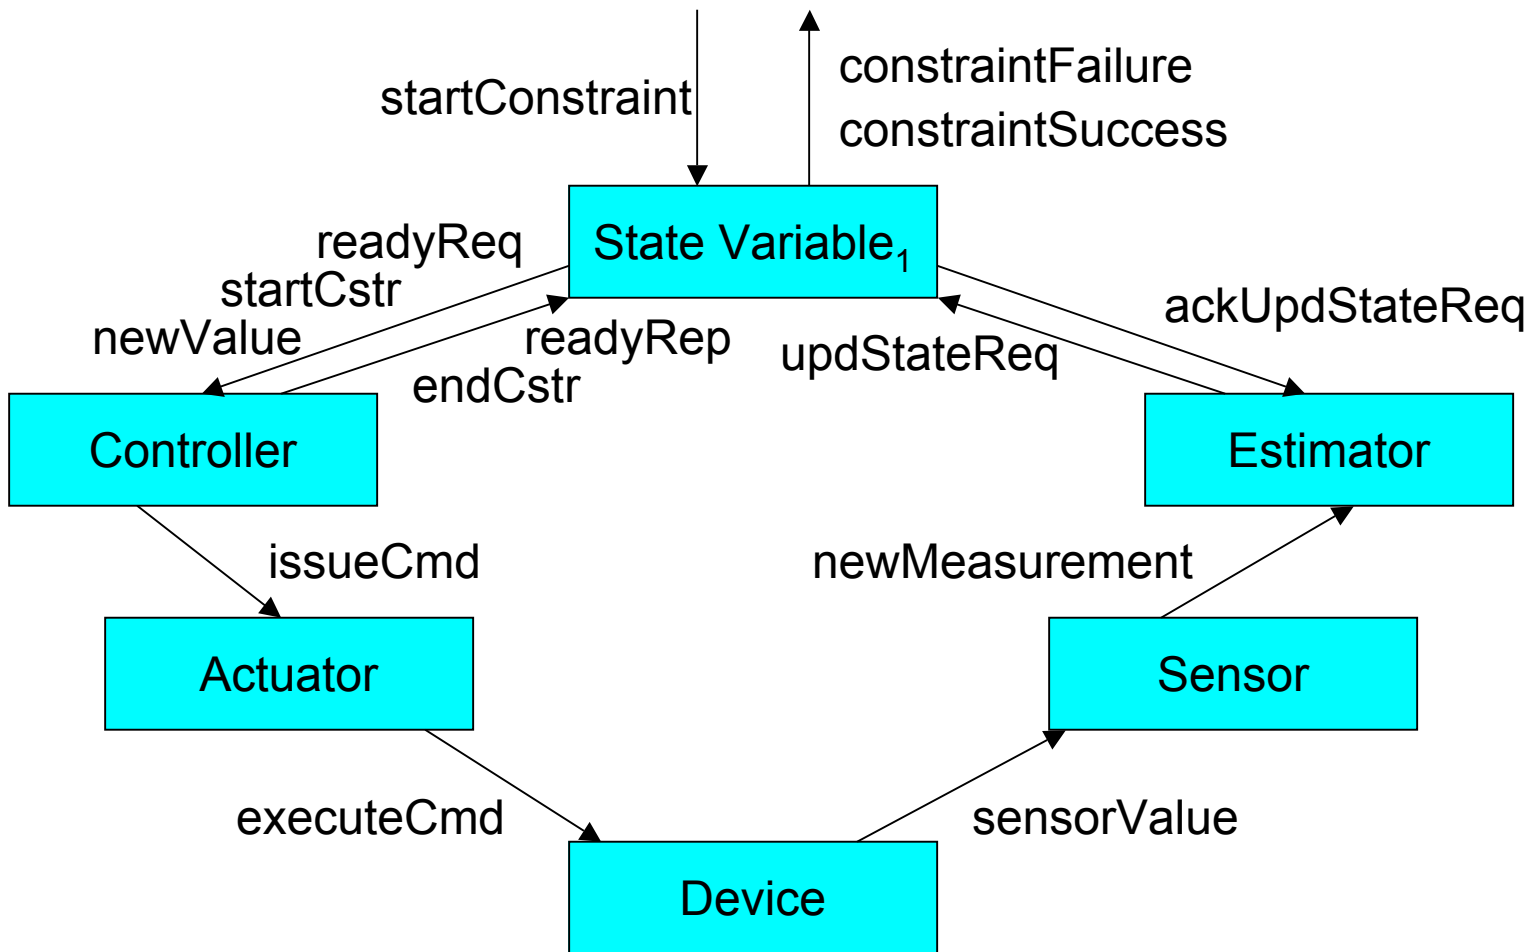 constraintFailure
startConstraint
constraintSuccess
readyReq
State Variable₁
startCstr
ackUpdStateReq
newValue
readyRep
updStateReq
endCstr
Controller
Estimator
issueCmd
newMeasurement
Actuator
Sensor
executeCmd
sensorValue
Device